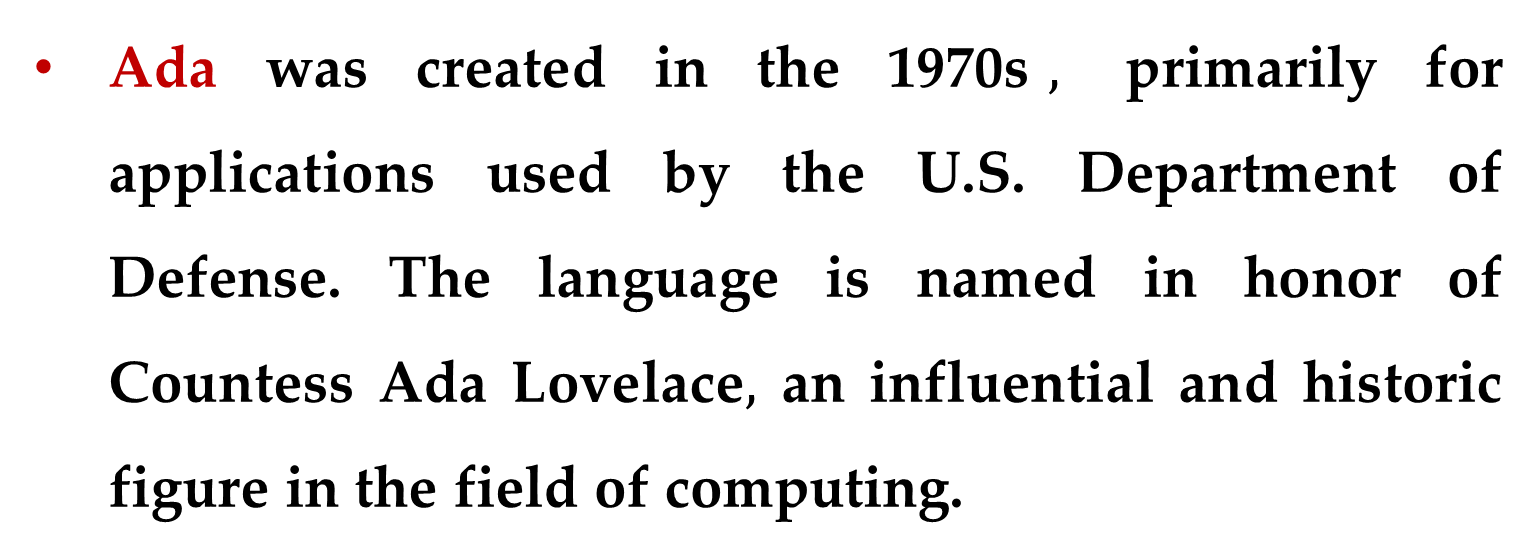 • Ada was created in the 1970s , primarily for
applications used by the U.S. Department of
Defense. The language is named in honor of
Countess Ada Lovelace, an influential and historic
figure in the field of computing.